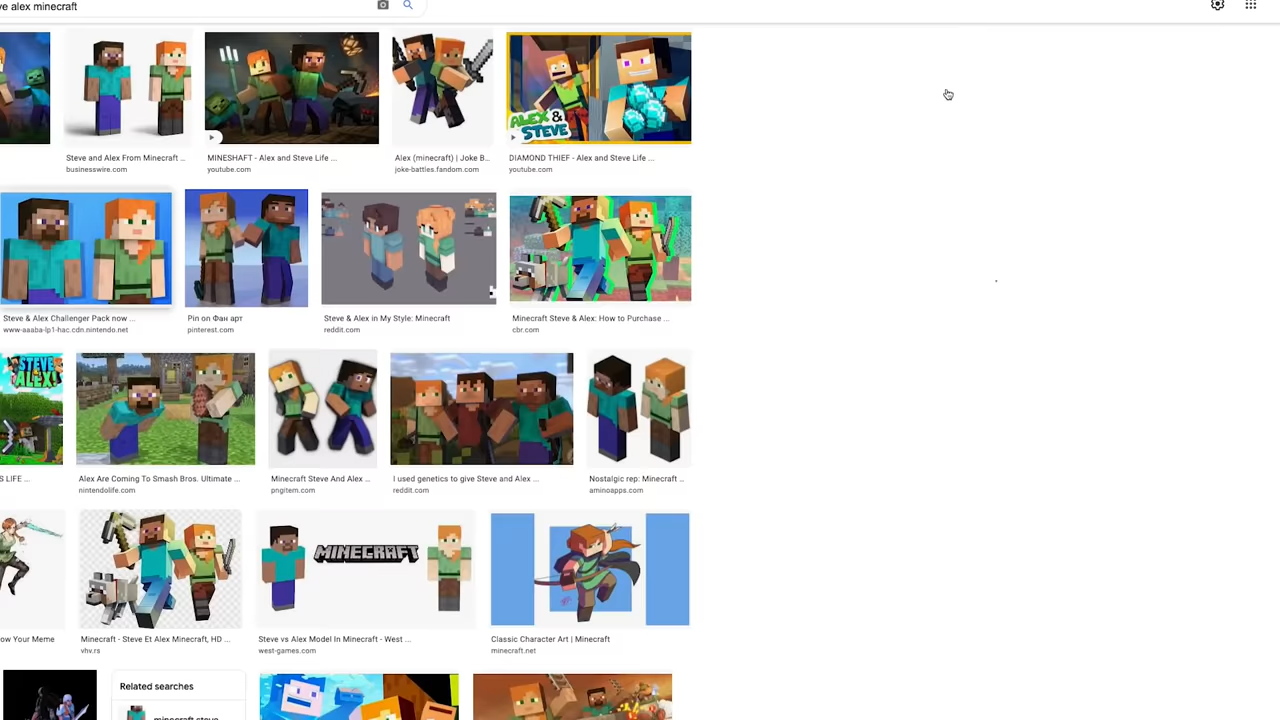 ve alex minecraft
ALEX &
STEVE
Steve and Alex From Minecraft ...
businesswire.com
MINESHAFT - Alex and Steve Life ...
youtube.com
Alex (minecraft) | Joke B...
joke-battles.fandom.com
DIAMOND THIEF - Alex and Steve Life ...
youtube.com
Steve & Alex Challenger Pack now ...
www-aaaba-lp1-hac.cdn.nintendo.net
Pin on Фан арт
pinterest.com
Steve & Alex in My Style: Minecraft
reddit.com
Minecraft Steve & Alex: How to Purchase ...
cbr.com
STEVE
ALEX!
S LIFE ...
Alex Are Coming To Smash Bros. Ultimate ...
nintendolife.com
Minecraft Steve And Alex ...
pngitem.com
I used genetics to give Steve and Alex ...
reddit.com
Nostalgic rep: Minecraft ...
aminoapps.com
MINECRAFT
ow Your Meme
Minecraft - Steve Et Alex Minecraft, HD ...
vhv.rs
Steve vs Alex Model In Minecraft - West ...
west-games.com
Classic Character Art | Minecraft
minecraft.net
Related searches
minecraft steve